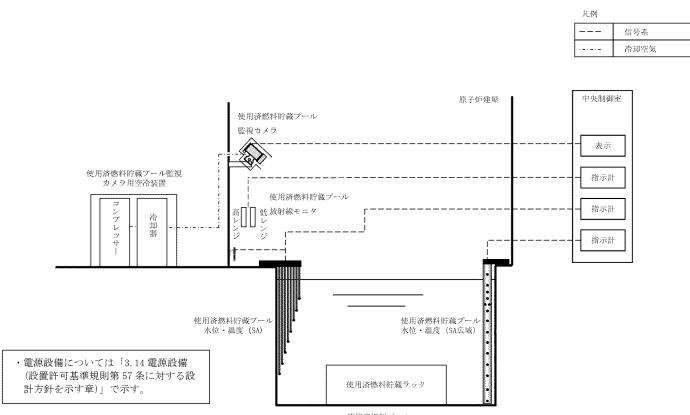 凡例
信号系
冷却空気
原子炉建屋
中央制御室
使用済燃料貯蔵プール
監視カメラ
表示
使用済燃料貯蔵プール監視
カメラ用空冷装置
指示計
使用済燃料貯蔵プール
放射線モニタ
コンプレッサー
冷却器
高レンジ
低レンジ
指示計
指示計
使用済燃料貯蔵プール
水位・温度（SA）
使用済燃料貯蔵プール
水位・温度（SA広域）
・電源設備については「3.14 電源設備
（設置許可基準規則第 57 条に対する設
計方針を示す章）」で示す。
使用済燃料貯蔵ラック